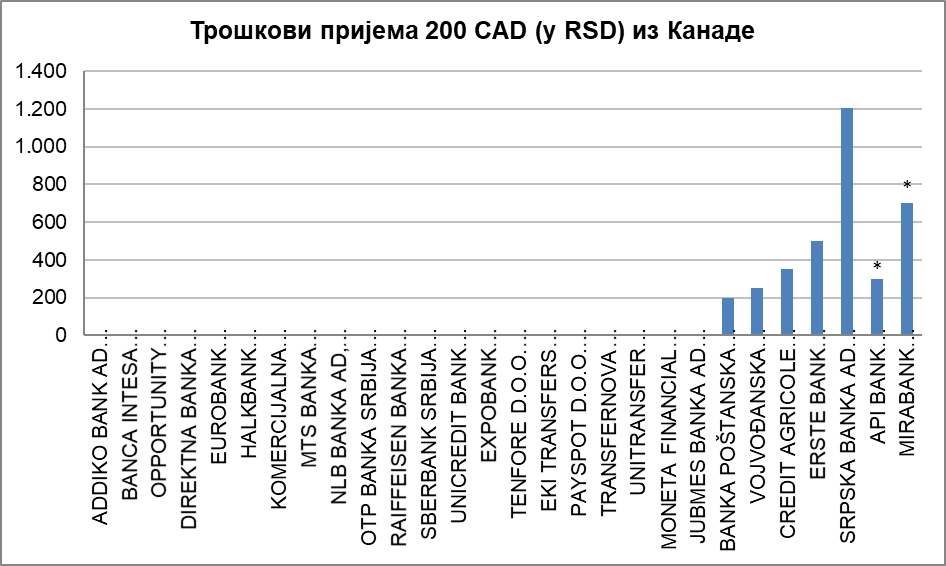 Трошкови пријема 200 CAD (у RSD) из Канаде
1.400
1.200
1.000
800
600
400
200
0
*
*
ADDIKO BANK AD…
BANCA INTESA…
OPPORTUNITY…
DIREKTNA BANKA…
EUROBANK…
HALKBANK…
KOMERCIJALNA…
MTS BANKA…
NLB BANKA AD,…
OTP BANKA SRBIJA…
RAIFFEISEN BANKA…
SBERBANK SRBIJA…
UNICREDIT BANK…
EXPOBANK…
TENFORE D.O.O.…
EKI TRANSFERS…
PAYSPOT D.O.O.…
TRANSFERNOVA…
UNITRANSFER…
MONETA FINANCIAL…
JUBMES BANKA AD…
BANKA POŠTANSKA…
VOJVOĐANSKA…
CREDIT AGRICOLE…
ERSTE BANK…
SRPSKA BANKA AD…
API BANK…
MIRABANK…